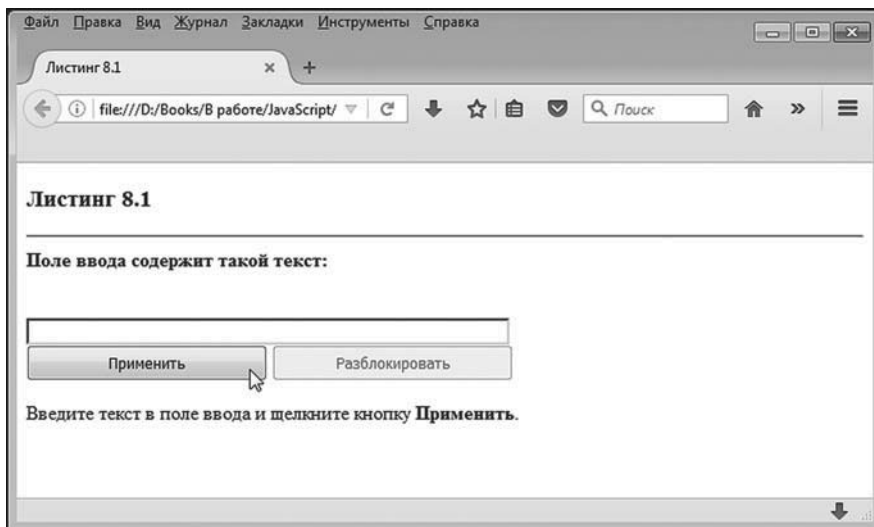 Файл Правка Вид Журнал Закладки Инструменты Справка
Листинг 8.1
file:///D:/Books/В работе/JavaScript/
Поиск
Листинг 8.1
Поле ввода содержит такой текст:
Применить Разблокировать
Введите текст в поле ввода и щелкните кнопку Применить.